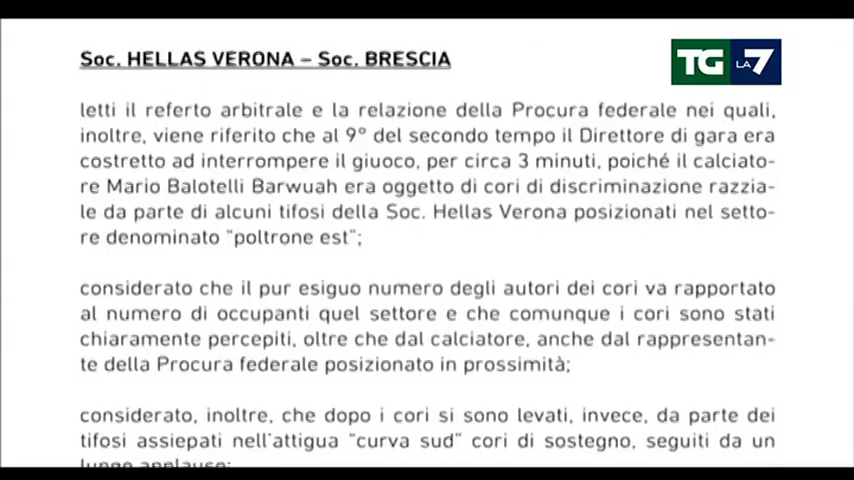 Soc. HELLAS VERONA – Soc. BRESCIA
TG LA 7
letti il referto arbitrale e la relazione della Procura federale nei quali,
inoltre, viene riferito che al 9° del secondo tempo il Direttore di gara era
costretto ad interrompere il giuoco, per circa 3 minuti, poiché il calciato-
re Mario Balotelli Barwuah era oggetto di cori di discriminazione razzia-
le da parte di alcuni tifosi della Soc. Hellas Verona posizionati nel setto-
re denominato "poltrone est";
considerato che il pur esiguo numero degli autori dei cori va rapportato
al numero di occupanti quel settore e che comunque i cori sono stati
chiaramente percepiti, oltre che dal calciatore, anche dal rappresentan-
te della Procura federale posizionato in prossimità;
considerato, inoltre, che dopo i cori si sono levati, invece, da parte dei
tifosi assiepati nell'attigua "curva sud" cori di sostegno, seguiti da un
lungo applauso;